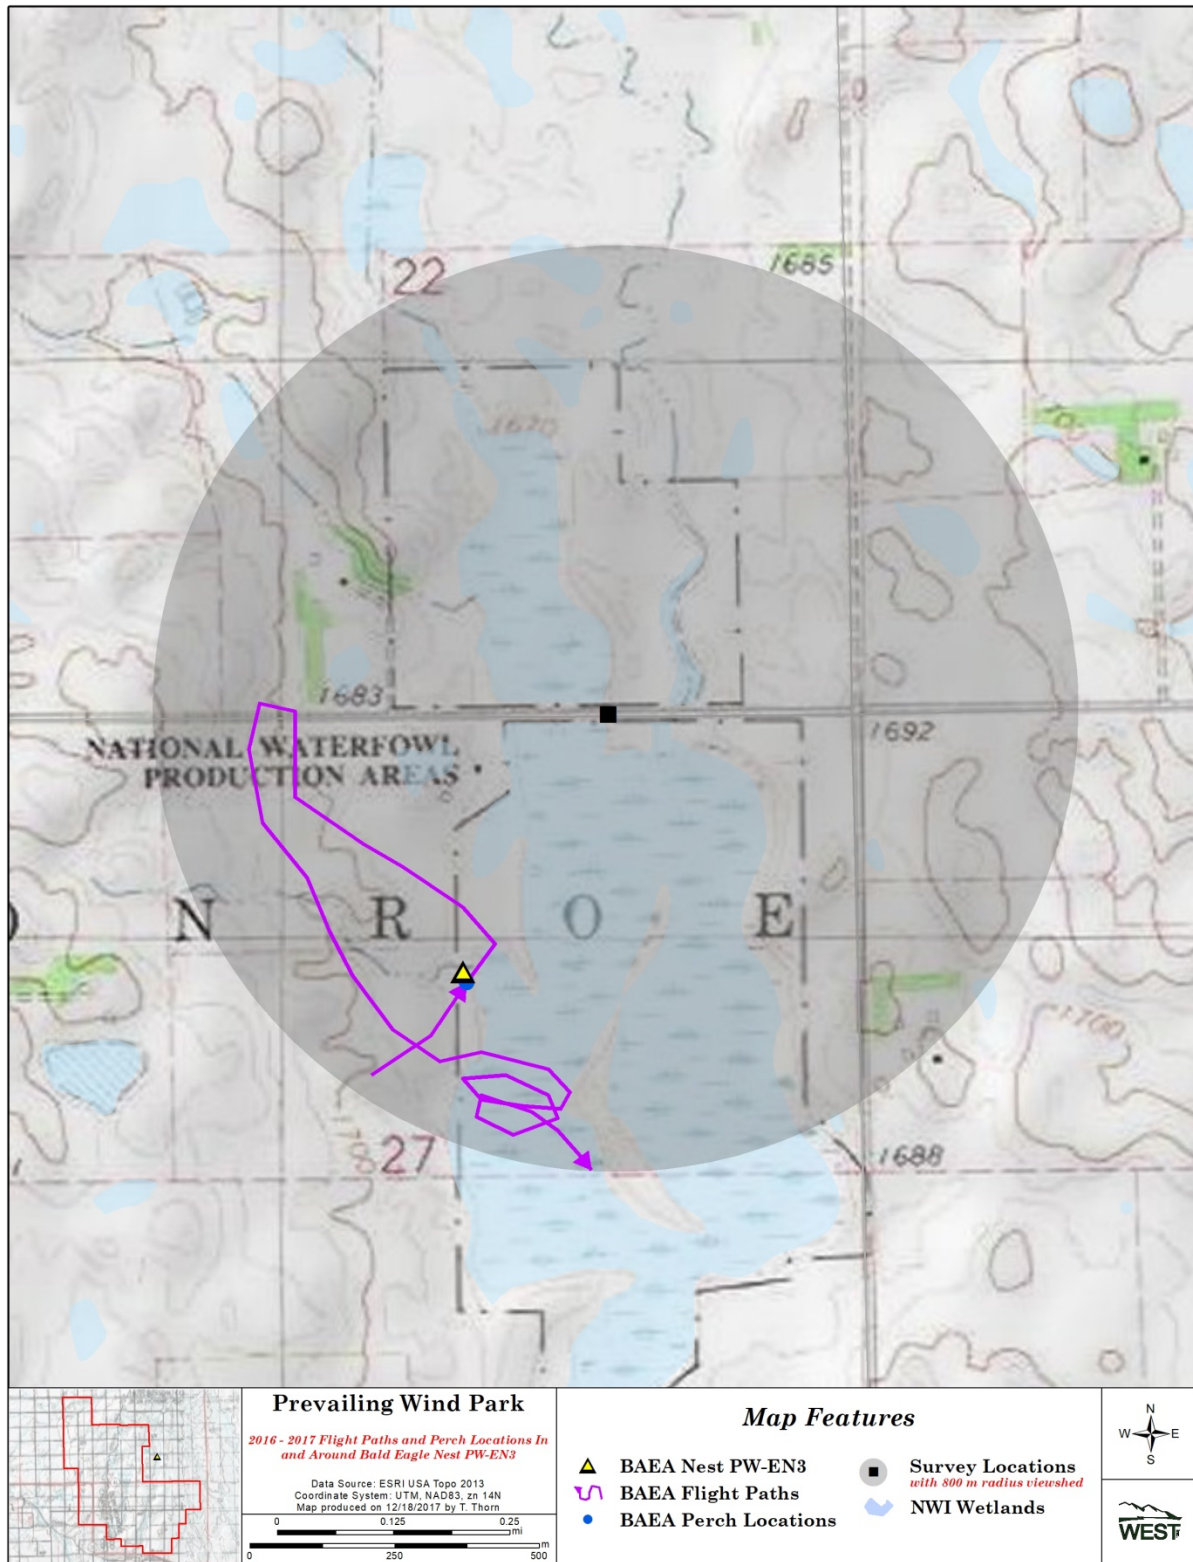 22
1685
1670
1683
NATIONAL WATERFOWL
PRODUCTION AREAS
1692
N R O E
1700
27
1688
Prevailing Wind Park
2016 - 2017 Flight Paths and Perch Locations In
and Around Bald Eagle Nest PW-EN3
Data Source: ESRI USA Topo 2013
Coordinate System: UTM, NAD83, zn 14N
Map produced on 12/18/2017 by T. Thorn
0 0.125 0.25
mi
m
0 250 500
Map Features
BAEA Nest PW-EN3
BAEA Flight Paths
BAEA Perch Locations
Survey Locations
with 800 m radius viewshed
NWI Wetlands
N
W E
S
WEST